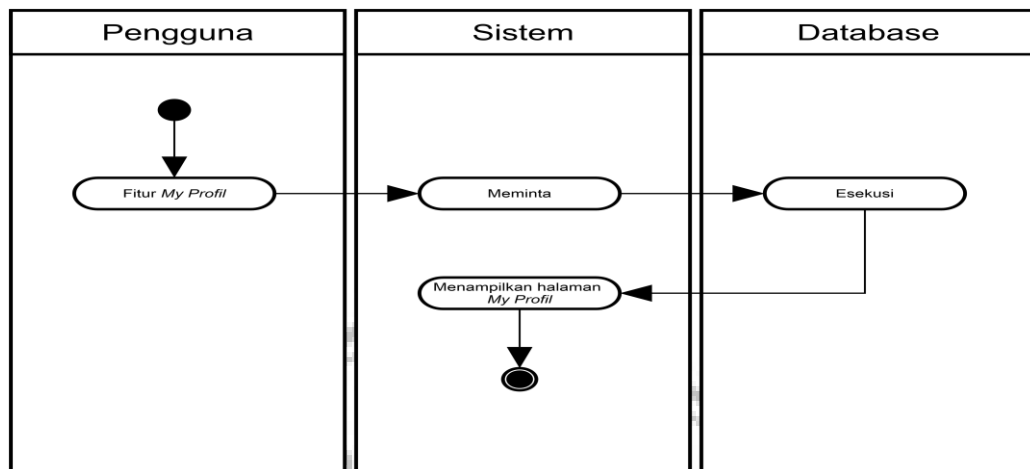 Pengguna
Sistem
Database
Fitur My Profil
Meminta
Esekusi
Menampilkan halaman
My Profil